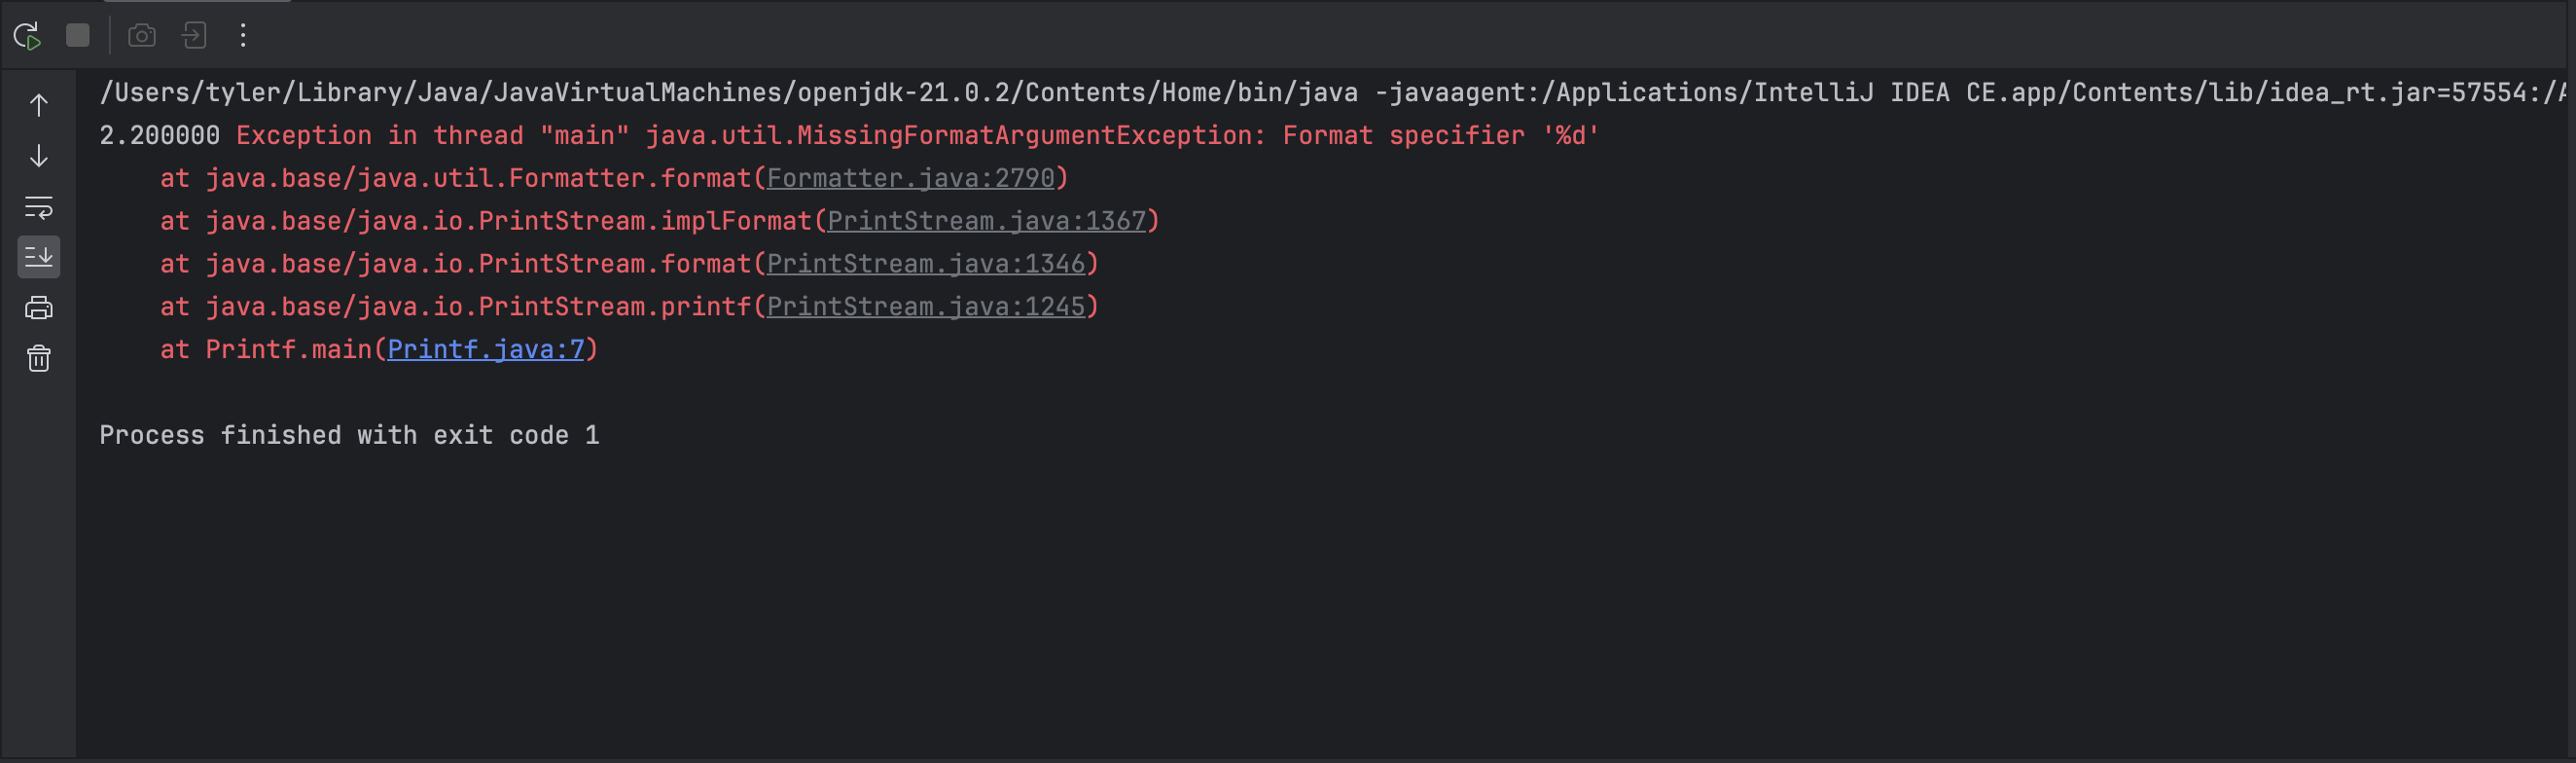 /Users/tyler/Library/Java/JavaVirtualMachines/openjdk-21.0.2/Contents/Home/bin/java -javaagent:/Applications/IntelliJ IDEA CE.app/Contents/lib/idea_rt.jar=57554:/A
2.200000 Exception in thread "main" java.util.MissingFormatArgumentException: Format specifier '%d'
    at java.base/java.util.Formatter.format(Formatter.java:2790)
    at java.base/java.io.PrintStream.implFormat(PrintStream.java:1367)
    at java.base/java.io.PrintStream.format(PrintStream.java:1346)
    at java.base/java.io.PrintStream.printf(PrintStream.java:1245)
    at Printf.main(Printf.java:7)
Process finished with exit code 1